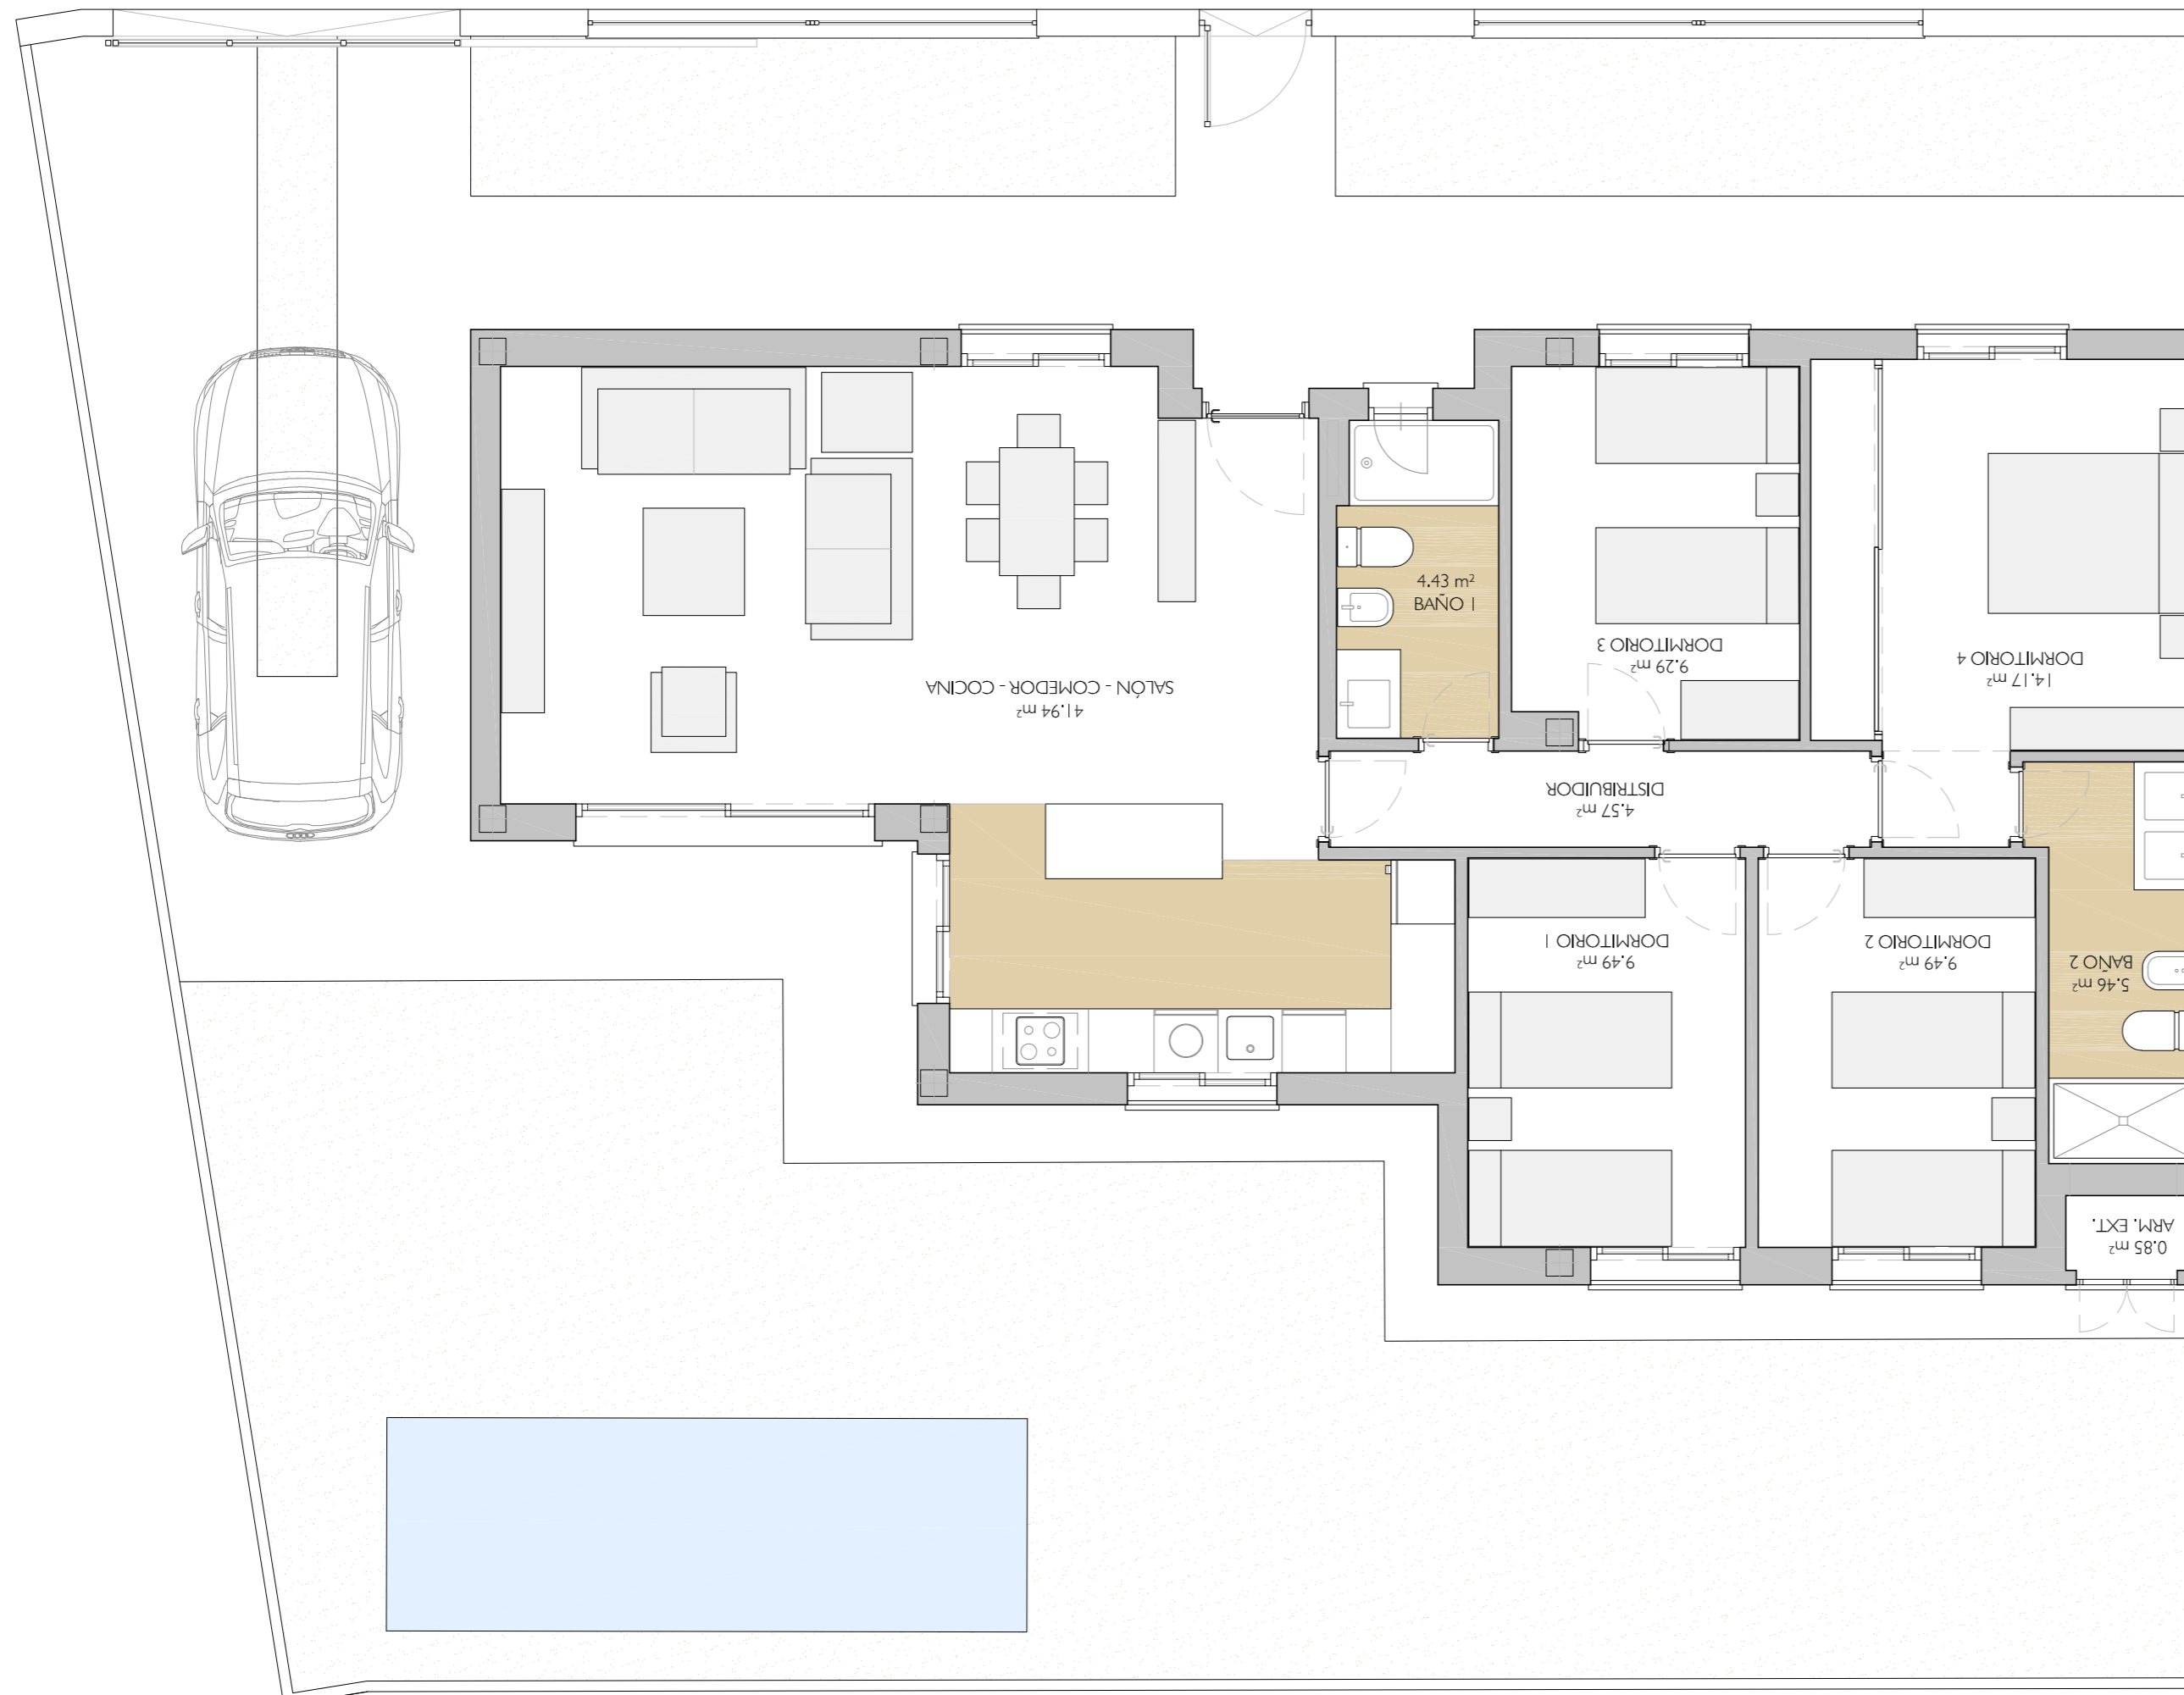 SALÓN - COMEDOR - COCINA
41.94 m²
4.43 m²
BAÑO 1
DORMITORIO 3
9.29 m²
DORMITORIO 4
14.17 m²
DISTRIBUIDOR
4.57 m²
DORMITORIO 1
9.49 m²
DORMITORIO 2
9.49 m²
BAÑO 2
5.46 m²
ARM. EXT.
0.85 m²